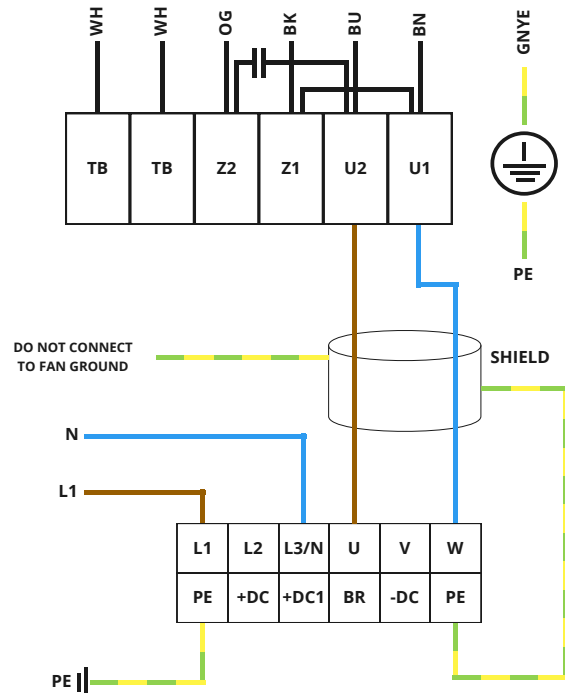 WH
WH
OG
BK
BU
BN
GNYE
TB
TB
Z2
Z1
U2
U1
PE
DO NOT CONNECT
TO FAN GROUND
SHIELD
N
L1
L1
L2
L3/N
U
V
W
PE
+DC
+DC1
BR
-DC
PE
PE